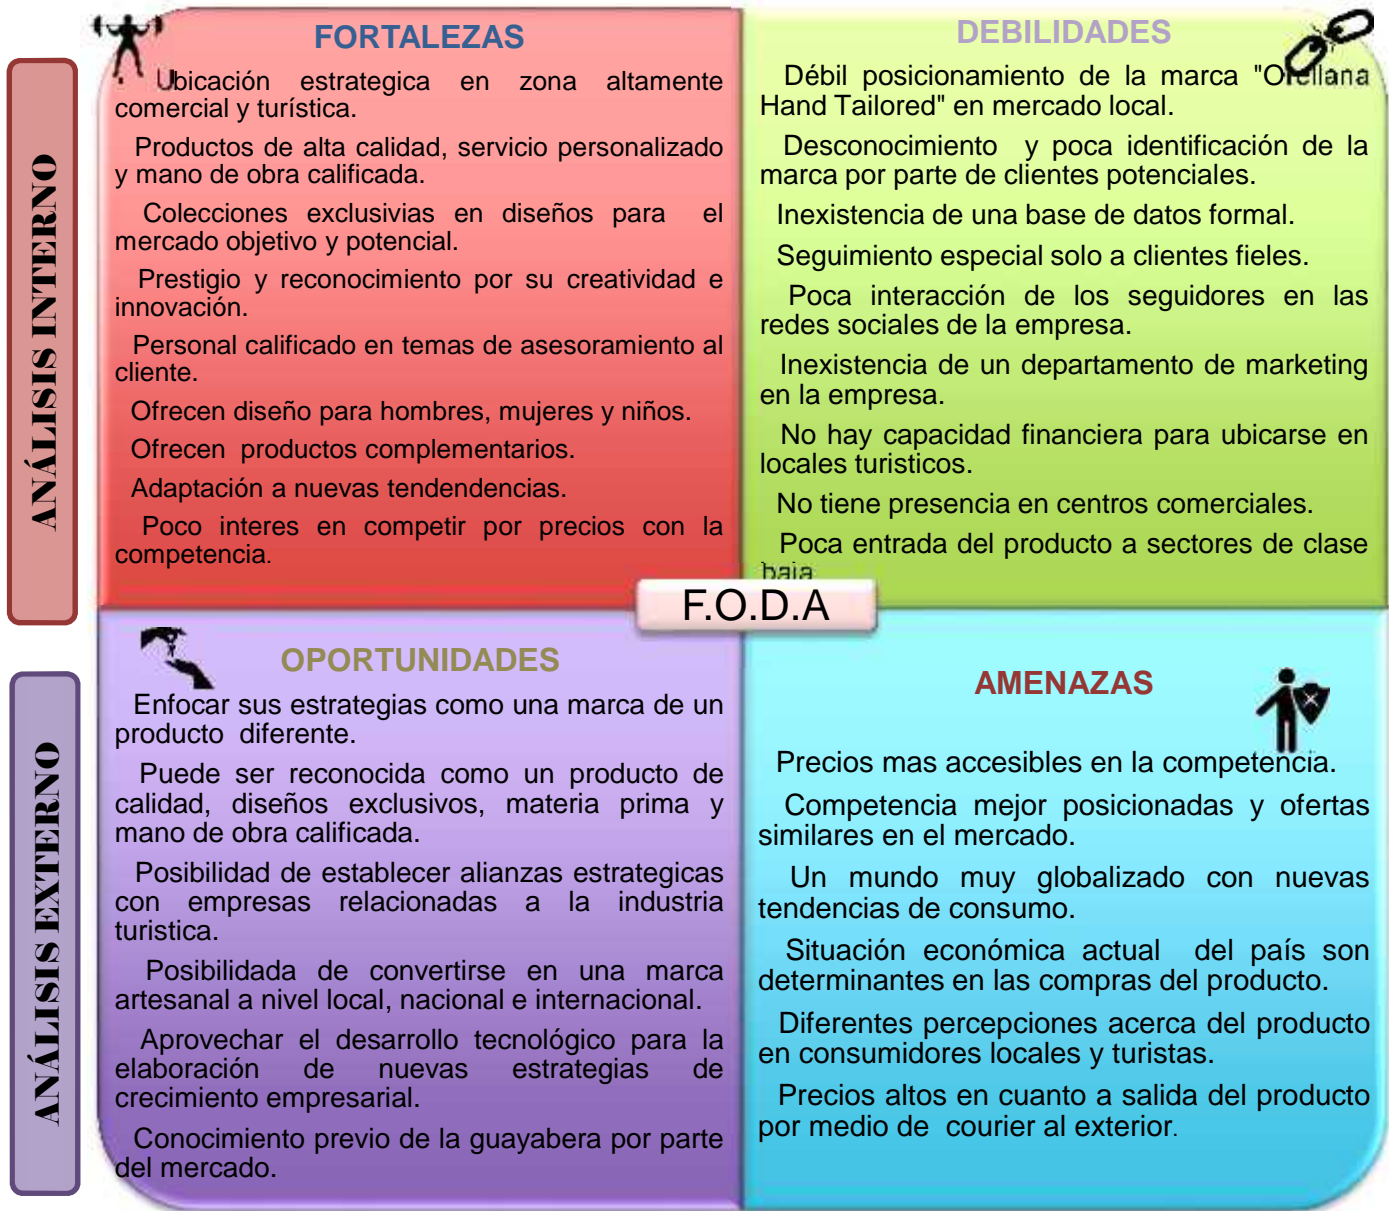 ANÁLISIS INTERNO
FORTALEZAS
Ubicación estrategica en zona altamente
comercial y turística.
Productos de alta calidad, servicio personalizado
y mano de obra calificada.
Colecciones exclusivias en diseños para el
mercado objetivo y potencial.
Prestigio y reconocimiento por su creatividad e
innovación.
Personal calificado en temas de asesoramiento al
cliente.
Ofrecen diseño para hombres, mujeres y niños.
Ofrecen productos complementarios.
Adaptación a nuevas tendendencias.
Poco interes en competir por precios con la
competencia.
DEBILIDADES
Débil posicionamiento de la marca "Orellana
Hand Tailored" en mercado local.
Desconocimiento y poca identificación de la
marca por parte de clientes potenciales.
Inexistencia de una base de datos formal.
Seguimiento especial solo a clientes fieles.
Poca interacción de los seguidores en las
redes sociales de la empresa.
Inexistencia de un departamento de marketing
en la empresa.
No hay capacidad financiera para ubicarse en
locales turisticos.
No tiene presencia en centros comerciales.
Poca entrada del producto a sectores de clase
baja
F.O.D.A
ANÁLISIS EXTERNO
OPORTUNIDADES
Enfocar sus estrategias como una marca de un
producto diferente.
Puede ser reconocida como un producto de
calidad, diseños exclusivos, materia prima y
mano de obra calificada.
Posibilidad de establecer alianzas estrategicas
con empresas relacionadas a la industria
turistica.
Posibilidada de convertirse en una marca
artesanal a nivel local, nacional e internacional.
Aprovechar el desarrollo tecnológico para la
elaboración de nuevas estrategias de
crecimiento empresarial.
Conocimiento previo de la guayabera por parte
del mercado.
AMENAZAS
Precios mas accesibles en la competencia.
Competencia mejor posicionadas y ofertas
similares en el mercado.
Un mundo muy globalizado con nuevas
tendencias de consumo.
Situación económica actual del país son
determinantes en las compras del producto.
Diferentes percepciones acerca del producto
en consumidores locales y turistas.
Precios altos en cuanto a salida del producto
por medio de courier al exterior.